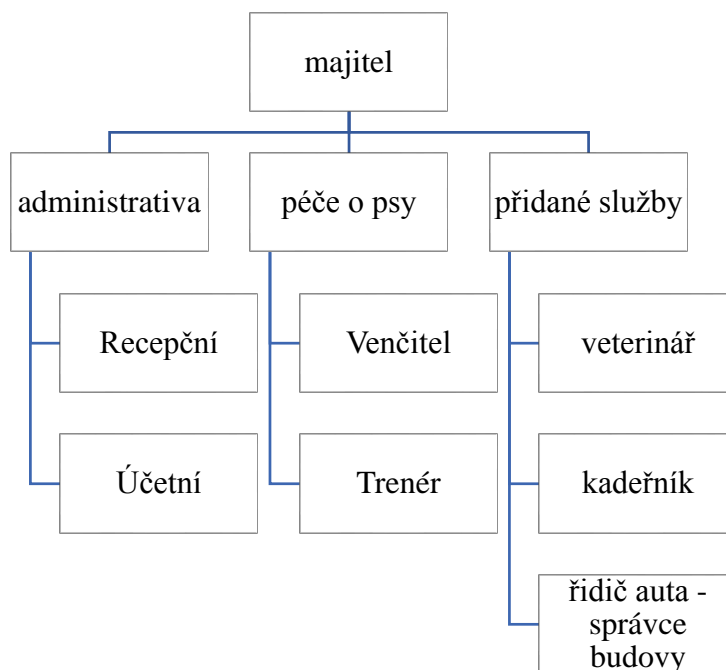 majitel
administrativa
péče o psy
přidané služby
Recepční
Venčitel
veterinář
Účetní
Trenér
kadeřník
řidič auta -
správce
budovy